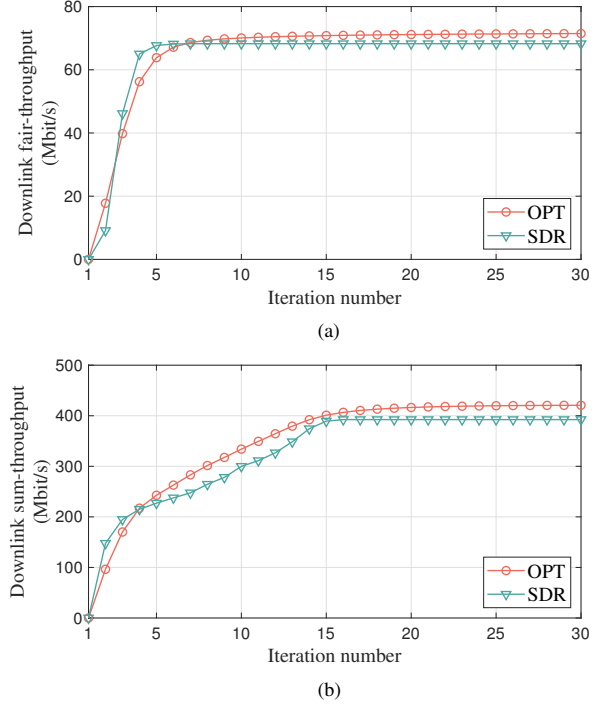 80
60
40
20
0
Downlink fair-throughput
(Mbit/s)
OPT
SDR
1 5 10 15 20 25 30
Iteration number
(a)
500
400
300
200
100
0
Downlink sum-throughput
(Mbit/s)
OPT
SDR
1 5 10 15 20 25 30
Iteration number
(b)